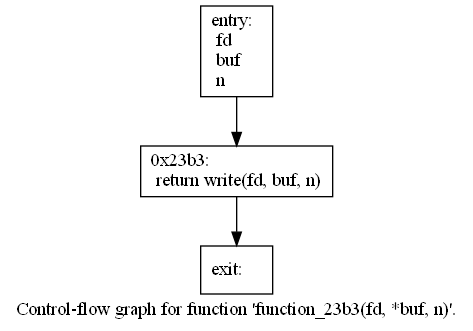 entry:
fd
buf
n
0x23b3:
return write(fd, buf, n)
exit:
Control-flow graph for function 'function_23b3(fd, *buf, n)'.